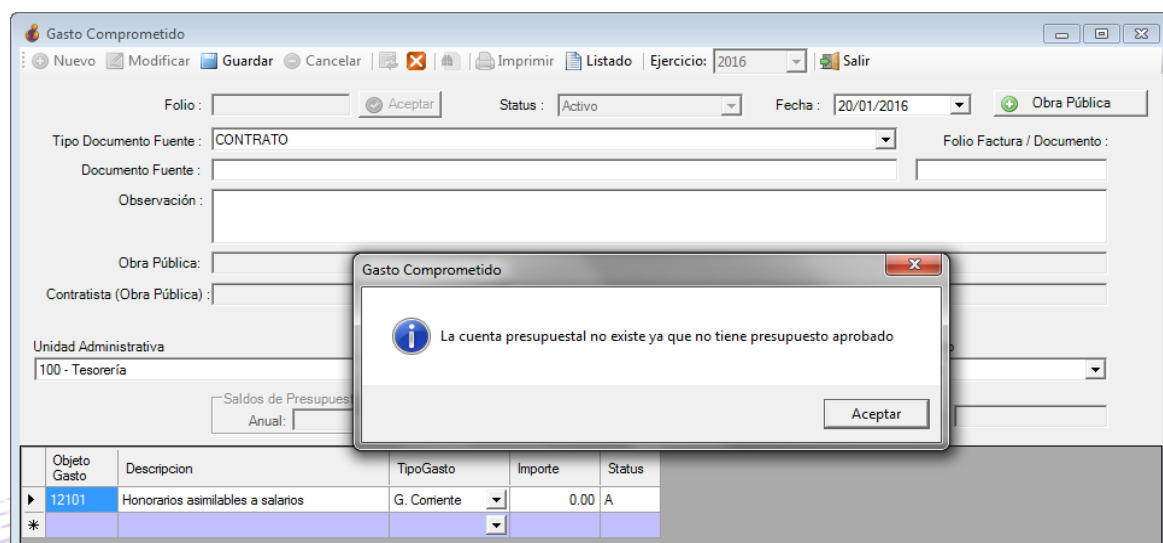 Gasto Comprometido
Nuevo Modificar Guardar Cancelar Imprimir Listado Ejercicio: 2016 Salir
Folio : Aceptar Status : Activo Fecha : 20/01/2016 Obra Pública
Tipo Documento Fuente : CONTRATO Folio Factura / Documento :
Documento Fuente :
Observación :
Obra Pública:
Contratista (Obra Pública) :
Gasto Comprometido
La cuenta presupuestal no existe ya que no tiene presupuesto aprobado
Aceptar
Unidad Administrativa
100 - Tesorería
Saldos de Presupues
Anual:
Objeto Gasto Descripcion TipoGasto Importe Status
12101 Honorarios asimilables a salarios G. Corriente 0.00 A